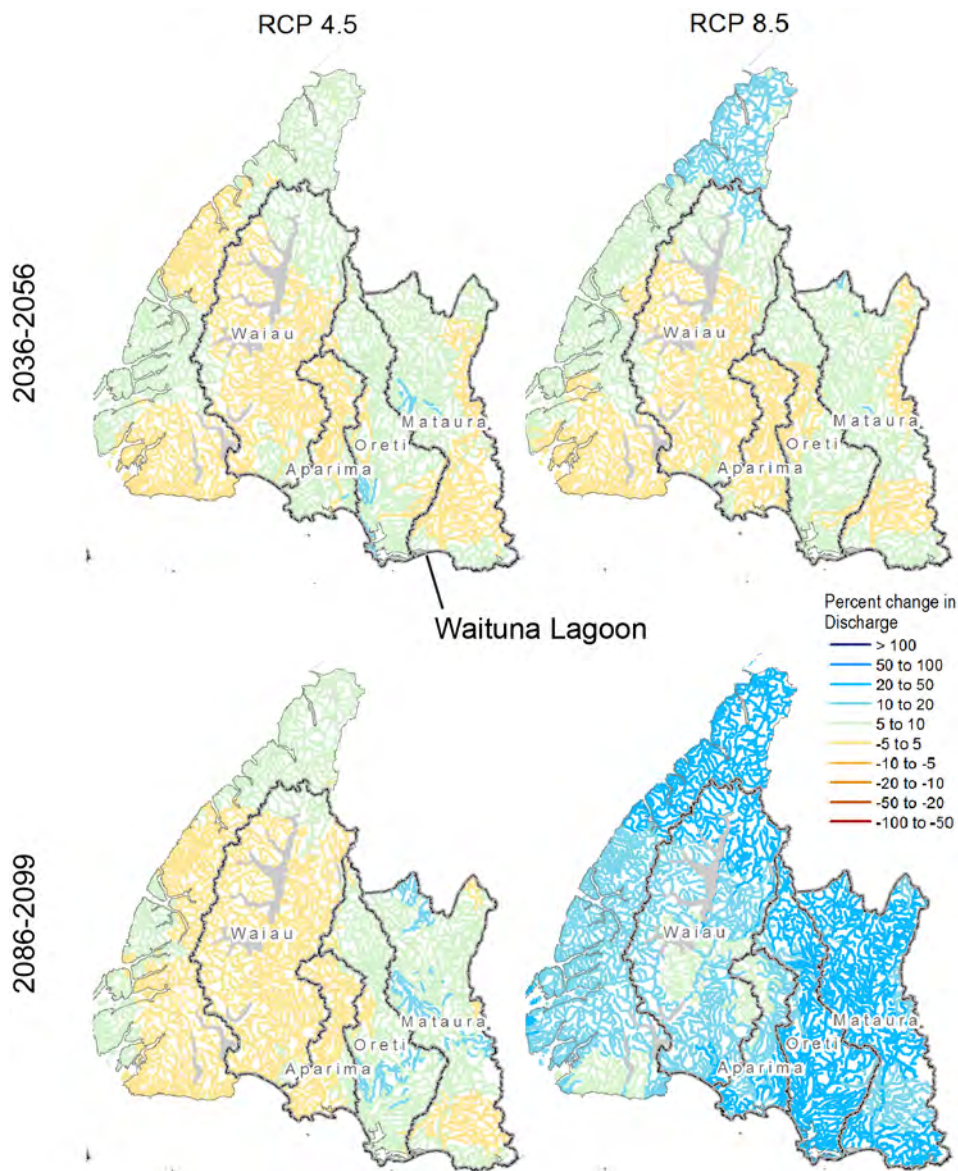 RCP 4.5
RCP 8.5
2036-2056
Waiau
Oreti
Mataura
Aparima
Waiau
Mataura
Oreti
Aparima
Waituna Lagoon
Percent change in
Discharge
> 100
50 to 100
20 to 50
10 to 20
5 to 10
-5 to 5
-10 to -5
-20 to -10
-50 to -20
-100 to -50
2086-2099
Waiau
Mataura
Oreti
Aparima
Waiau
Mataura
Oreti
Aparima